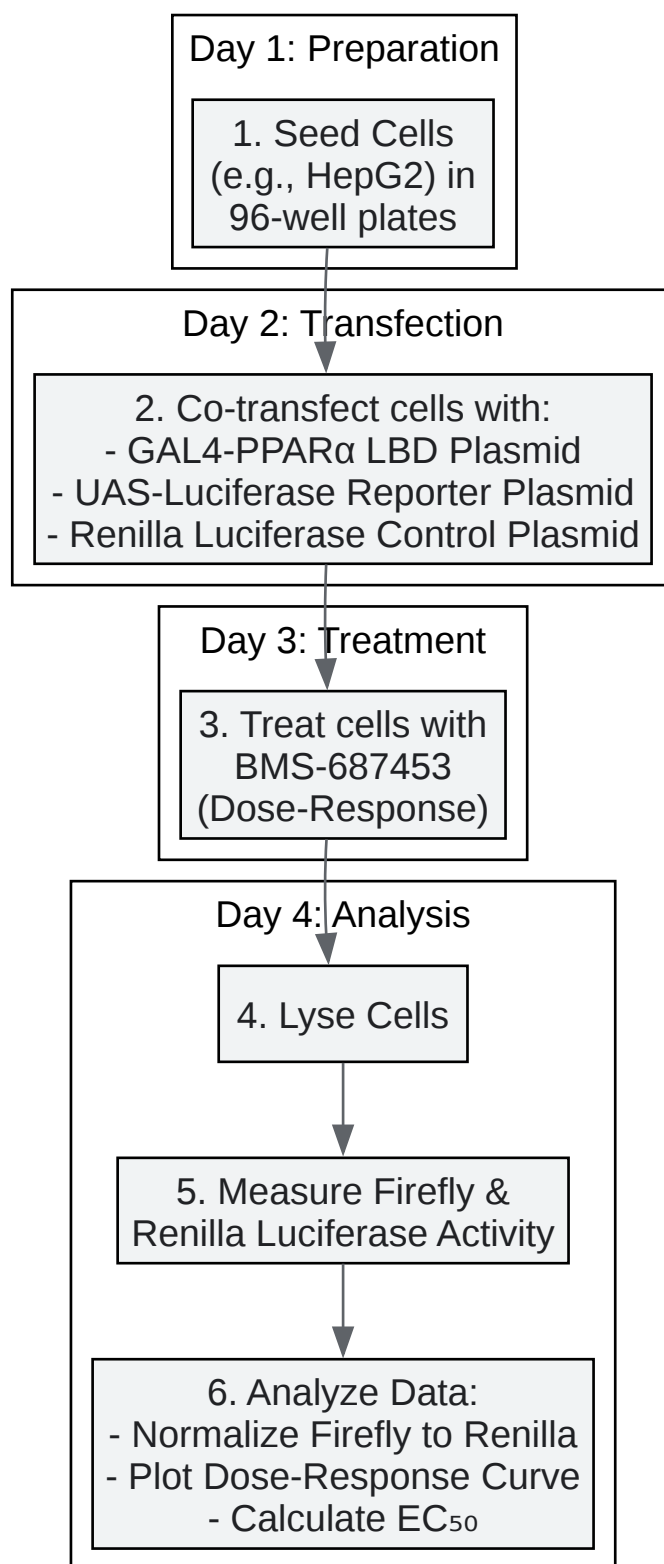 Day 1: Preparation
1. Seed Cells
(e.g., HepG2) in
96-well plates
Day 2: Transfection
2. Co-transfect cells with:
- GAL4-PPARα LBD Plasmid
- UAS-Luciferase Reporter Plasmid
- Renilla Luciferase Control Plasmid
Day 3: Treatment
3. Treat cells with
BMS-687453
(Dose-Response)
Day 4: Analysis
4. Lyse Cells
5. Measure Firefly &
Renilla Luciferase Activity
6. Analyze Data:
- Normalize Firefly to Renilla
- Plot Dose-Response Curve
- Calculate EC₅₀